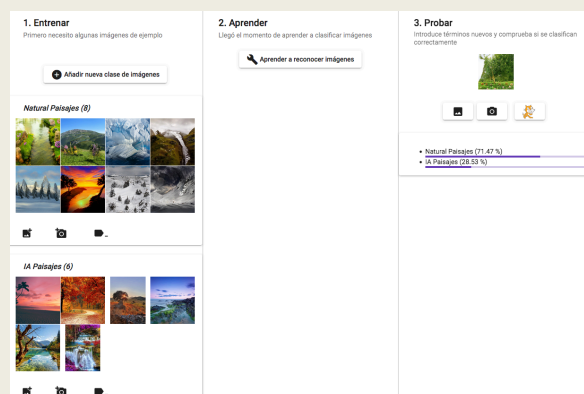 1. Entrenar
Primero necesito algunas imágenes de ejemplo
Añadir nueva clase de imágenes
Natural Paisajes (8)
IA Paisajes (6)
2. Aprender
Llegó el momento de aprender a clasificar imágenes
Aprender a reconocer imágenes
3. Probar
Introduce términos nuevos y comprueba si se clasifican
correctamente
Natural Paisajes (71.47 %)
IA Paisajes (28.53 %)